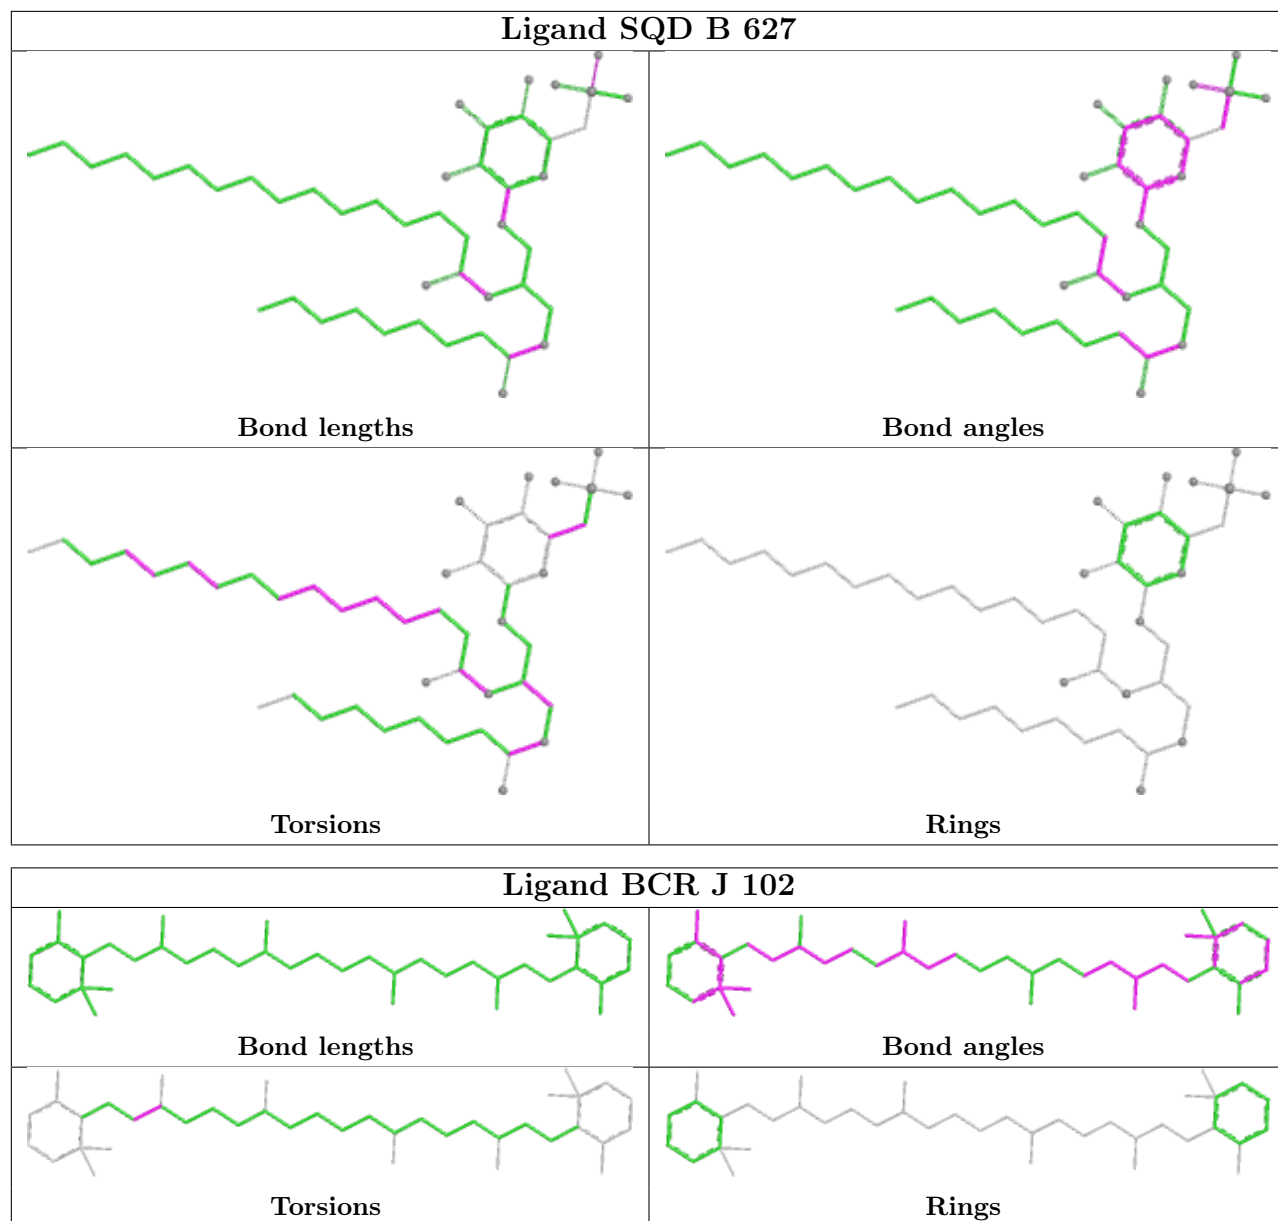 Ligand SQD B 627
Bond lengths
Bond angles
Torsions
Rings
Ligand BCR J 102
Bond lengths
Bond angles
Torsions
Rings